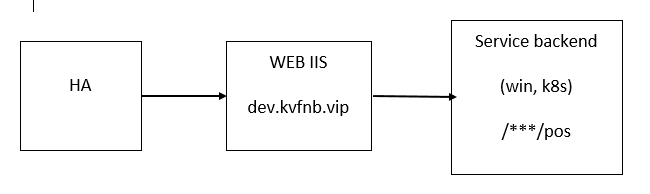 HA
WEB IIS
dev.kvfnb.vip
Service backend
(win, k8s)
/***/pos